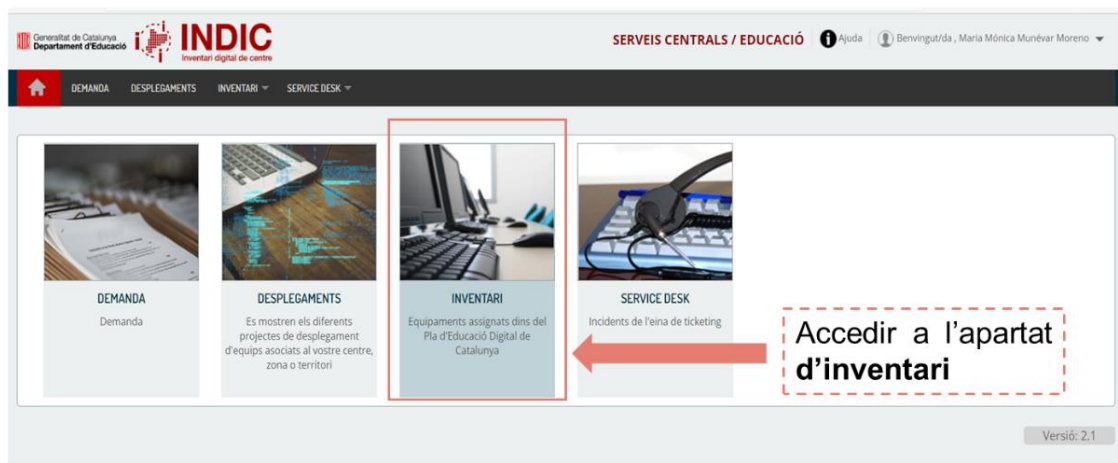 Generalitat de Catalunya
Departament d'Educació
INDIC
Inventari digital de centre
SERVEIS CENTRALS / EDUCACIÓ
Ajuda
Benvingut/da , Maria Mónica Munévar Moreno
DEMANDA
DESPLEGAMENTS
INVENTARI
SERVICE DESK
DEMANDA
Demanda
DESPLEGAMENTS
Es mostren els diferents
projectes de desplegament
d'equips asociats al vostre centre,
zona o territori
INVENTARI
Equipaments assignats dins del
Pla d'Educació Digital de
Catalunya
SERVICE DESK
Incidents de l'eina de ticketing
Accedir a l'apartat
d'inventari
Versió: 2.1